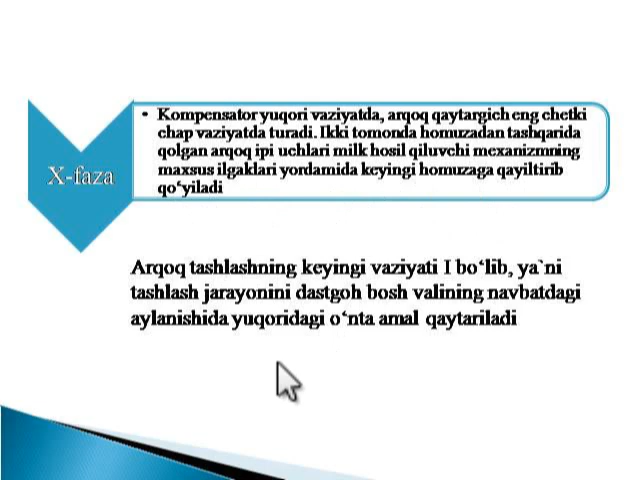 X-faza
• Kompensator yuqori vaziyatda, arqoq qaytargich eng chetki
chap vaziyatda turadi. Ikki tomonda homuzadan tashqarida
qolgan arqoq ipi uchlari milk hosil qiluvchi mexanizmning
maxsus ilgaklari yordamida keyingi homuzaga qayiltirib
qo‘yiladi
Arqoq tashlashning keyingi vaziyati I bo‘lib, ya`ni
tashlash jarayonini dastgoh bosh valining navbatdagi
aylanishida yuqoridagi o‘nta amal qaytariladi